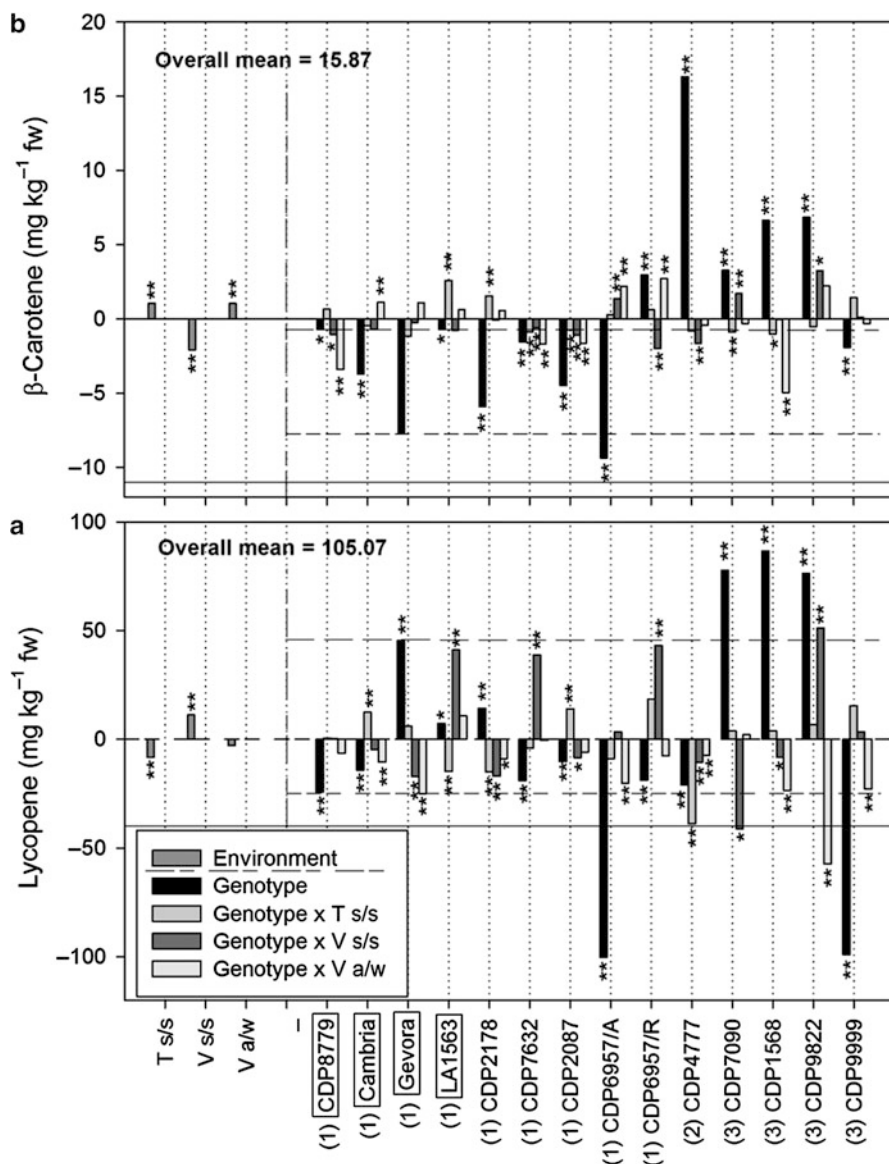 b
Overall mean = 15.87
β-Carotene (mg kg⁻¹ fw)
20
15
10
5
0
−5
−10
** ** **
* * ** ** ** * ** ** ** ** ** ** ** ** ** ** ** ** ** ** ** ** ** ** ** ** ** * ** ** * **
a
Overall mean = 105.07
Lycopene (mg kg⁻¹ fw)
100
50
0
−50
−100
** **
** ** ** ** ** ** ** * ** ** ** ** ** * ** ** ** ** * ** ** ** ** ** ** ** ** ** ** * ** * ** ** ** ** ** **
Environment
Genotype
Genotype x T s/s
Genotype x V s/s
Genotype x V a/w
T s/s
V s/s
V a/w
–
(1) CDP8779
(1) Cambria
(1) Gevora
(1) LA1563
(1) CDP2178
(1) CDP7632
(1) CDP2087
(1) CDP6957/A
(1) CDP6957/R
(2) CDP4777
(3) CDP7090
(3) CDP1568
(3) CDP9822
(3) CDP9999